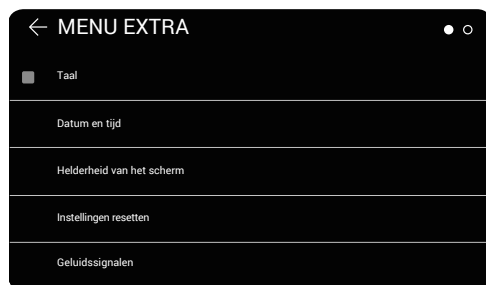 MENU EXTRA
Taal
Datum en tijd
Helderheid van het scherm
Instellingen resetten
Geluidssignalen